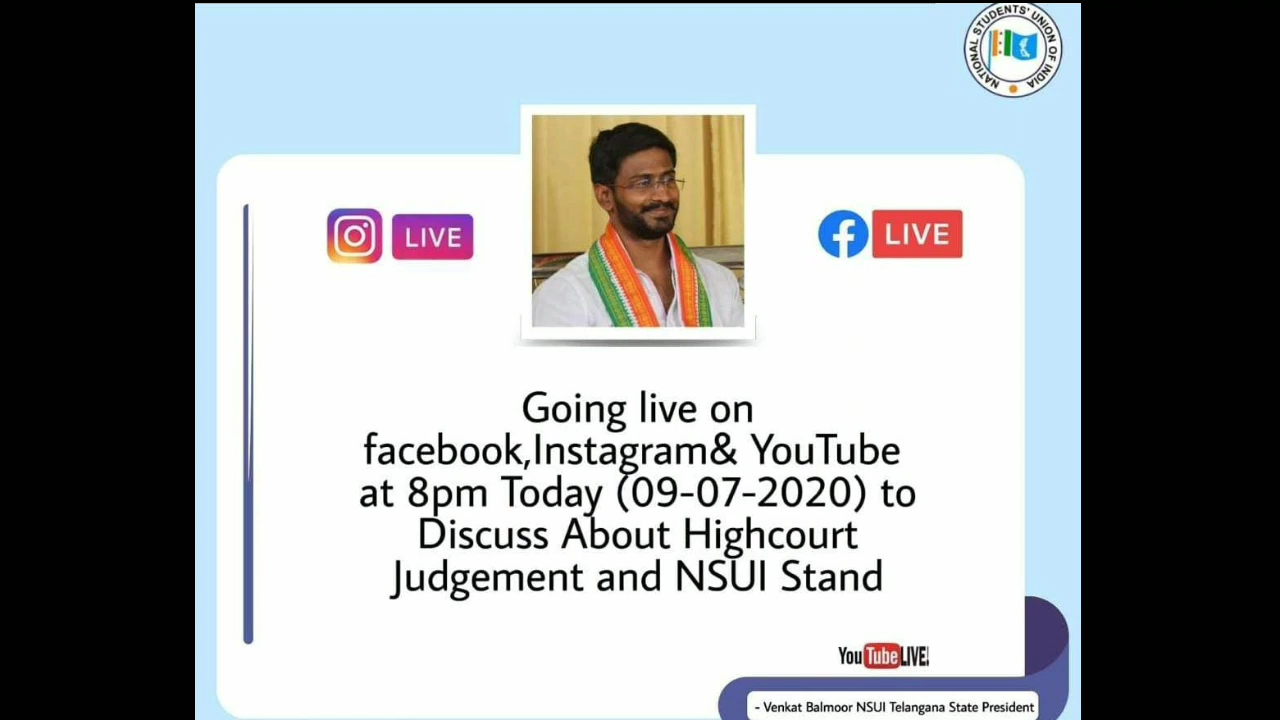 NATIONAL STUDENTS' UNION OF INDIA
LIVE
LIVE
Going live on
facebook,Instagram& YouTube
at 8pm Today (09-07-2020) to
Discuss About Highcourt
Judgement and NSUI Stand
YouTube LIVE!
- Venkat Balmoor NSUI Telangana State President